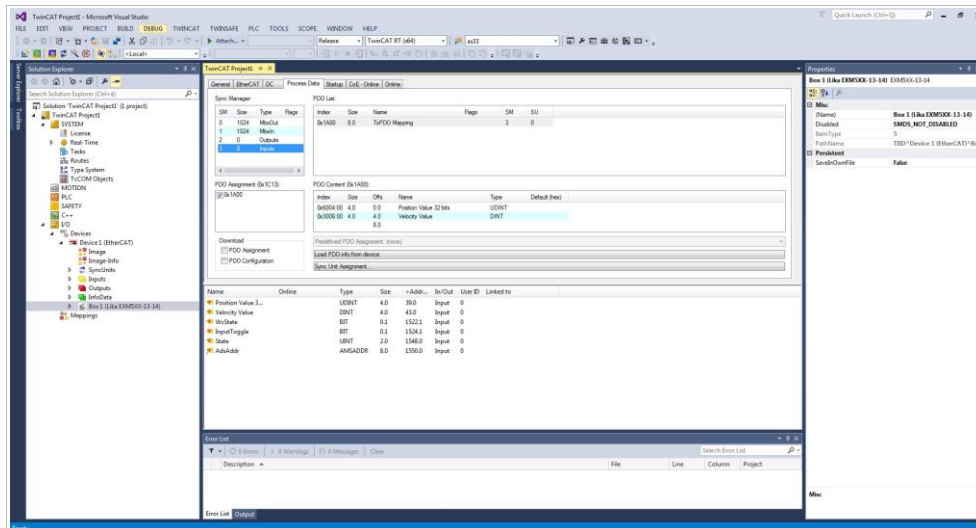 TwinCAT Project1 - Microsoft Visual Studio
Quick Launch (Ctrl+Q)
FILE EDIT VIEW PROJECT BUILD DEBUG TWINCAT TWINSAFE PLC TOOLS SCOPE WINDOW HELP
Attach... Release TwinCAT RT (x64) as33
<Local>
Server Explorer
Toolbox
Solution Explorer
Search Solution Explorer
Solution 'TwinCAT Project1' (1 project)
TwinCAT Project1
SYSTEM
License
Real-Time
Tasks
Routes
Type System
TcCOM Objects
MOTION
PLC
SAFETY
C++
I/O
Devices
Device 1 (EtherCAT)
Image
Image-Info
SyncUnits
Inputs
Outputs
InfoData
Box 1 (Lika EXM5XX-13-14)
Mappings
TwinCAT Project1
General EtherCAT DC Process Data Startup CoE - Online Online
Sync Manager:
SM Size Type Flags
0 1024 MbxOut
1 1024 MbxIn
2 0 Outputs
3 Inputs
PDO List:
Index Size Name Flags SM SU
0x1A00 8.0 TxPDO Mapping 3 0
PDO Assignment (0x1C13):
0x1A00
PDO Content (0x1A00):
Index Size Offs Name Type Default (hex)
0x6004:00 4.0 0.0 Position Value 32 bits UDINT
0x3006:00 4.0 4.0 Velocity Value DINT
8.0
Download
PDO Assignment
PDO Configuration
Predefined PDO Assignment: (none)
Load PDO info from device
Sync Unit Assignment...
Name Online Type Size >Addr... In/Out User ID Linked to
Position Value 3... UDINT 4.0 39.0 Input 0
Velocity Value DINT 4.0 43.0 Input 0
WcState BIT 0.1 1522.1 Input 0
InputToggle BIT 0.1 1524.1 Input 0
State UINT 2.0 1548.0 Input 0
AdsAddr AMSADDR 8.0 1550.0 Input 0
Error List
0 Errors 0 Warnings 0 Messages Clear
Search Error List
Description File Line Column Project
Error List Output
Properties
Box 1 (Lika EXM5XX-13-14) EXM5XX-13-14
Misc
(Name) Box 1 (Lika EXM5XX-13-14)
Disabled SMDS_NOT_DISABLED
ItemType 5
PathName TIID^Device 1 (EtherCAT)^B
Persistent
SaveInOwnFile False
Misc